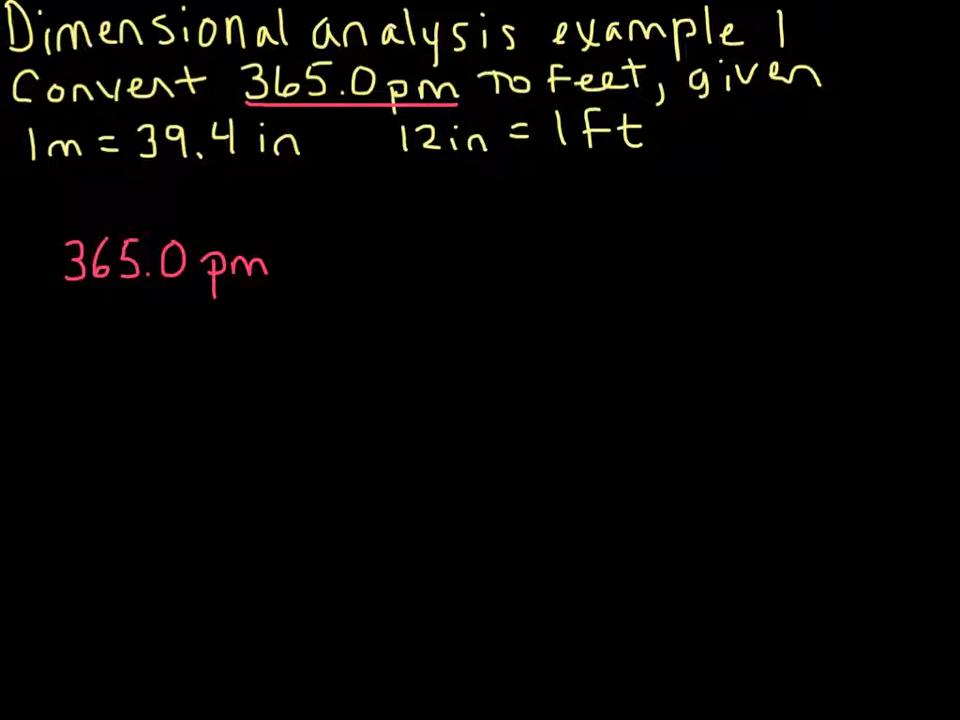 Dimensional analysis example 1
Convert 365.0 pm to feet, given
1m = 39.4 in 12in = 1ft
365.0 pm